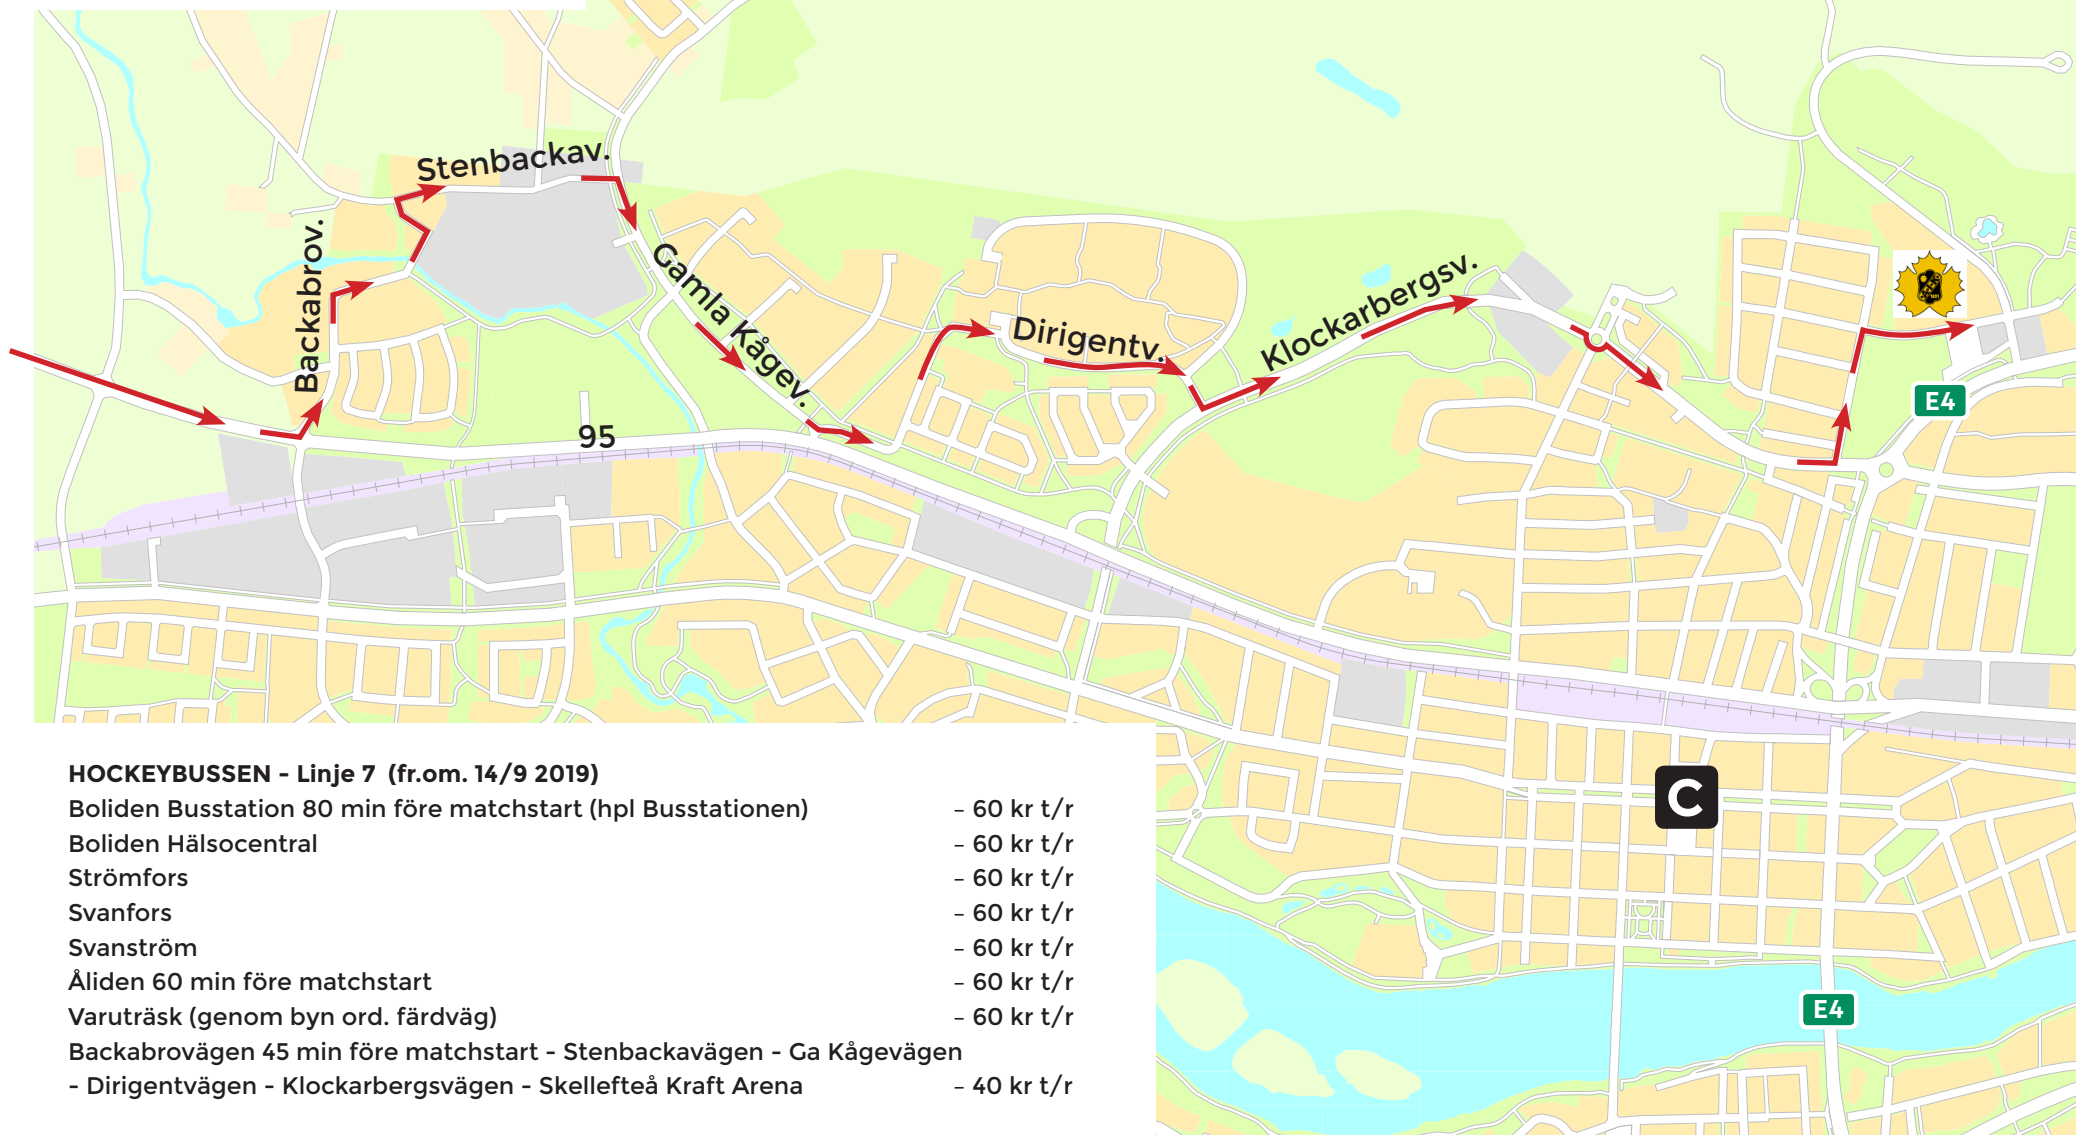 Stenbackav.
Backabrov.
Gamla Kågev.
Dirigentv.
Klockarbergsv.
95
E4
C
E4
HOCKEYBUSSEN - Linje 7 (fr.om. 14/9 2019)
Boliden Busstation 80 min före matchstart (hpl Busstationen) – 60 kr t/r
Boliden Hälsocentral – 60 kr t/r
Strömfors – 60 kr t/r
Svanfors – 60 kr t/r
Svanström – 60 kr t/r
Åliden 60 min före matchstart – 60 kr t/r
Varuträsk (genom byn ord. färdväg) – 60 kr t/r
Backabrovägen 45 min före matchstart - Stenbackavägen - Ga Kågevägen
- Dirigentvägen - Klockarbergsvägen - Skellefteå Kraft Arena – 40 kr t/r